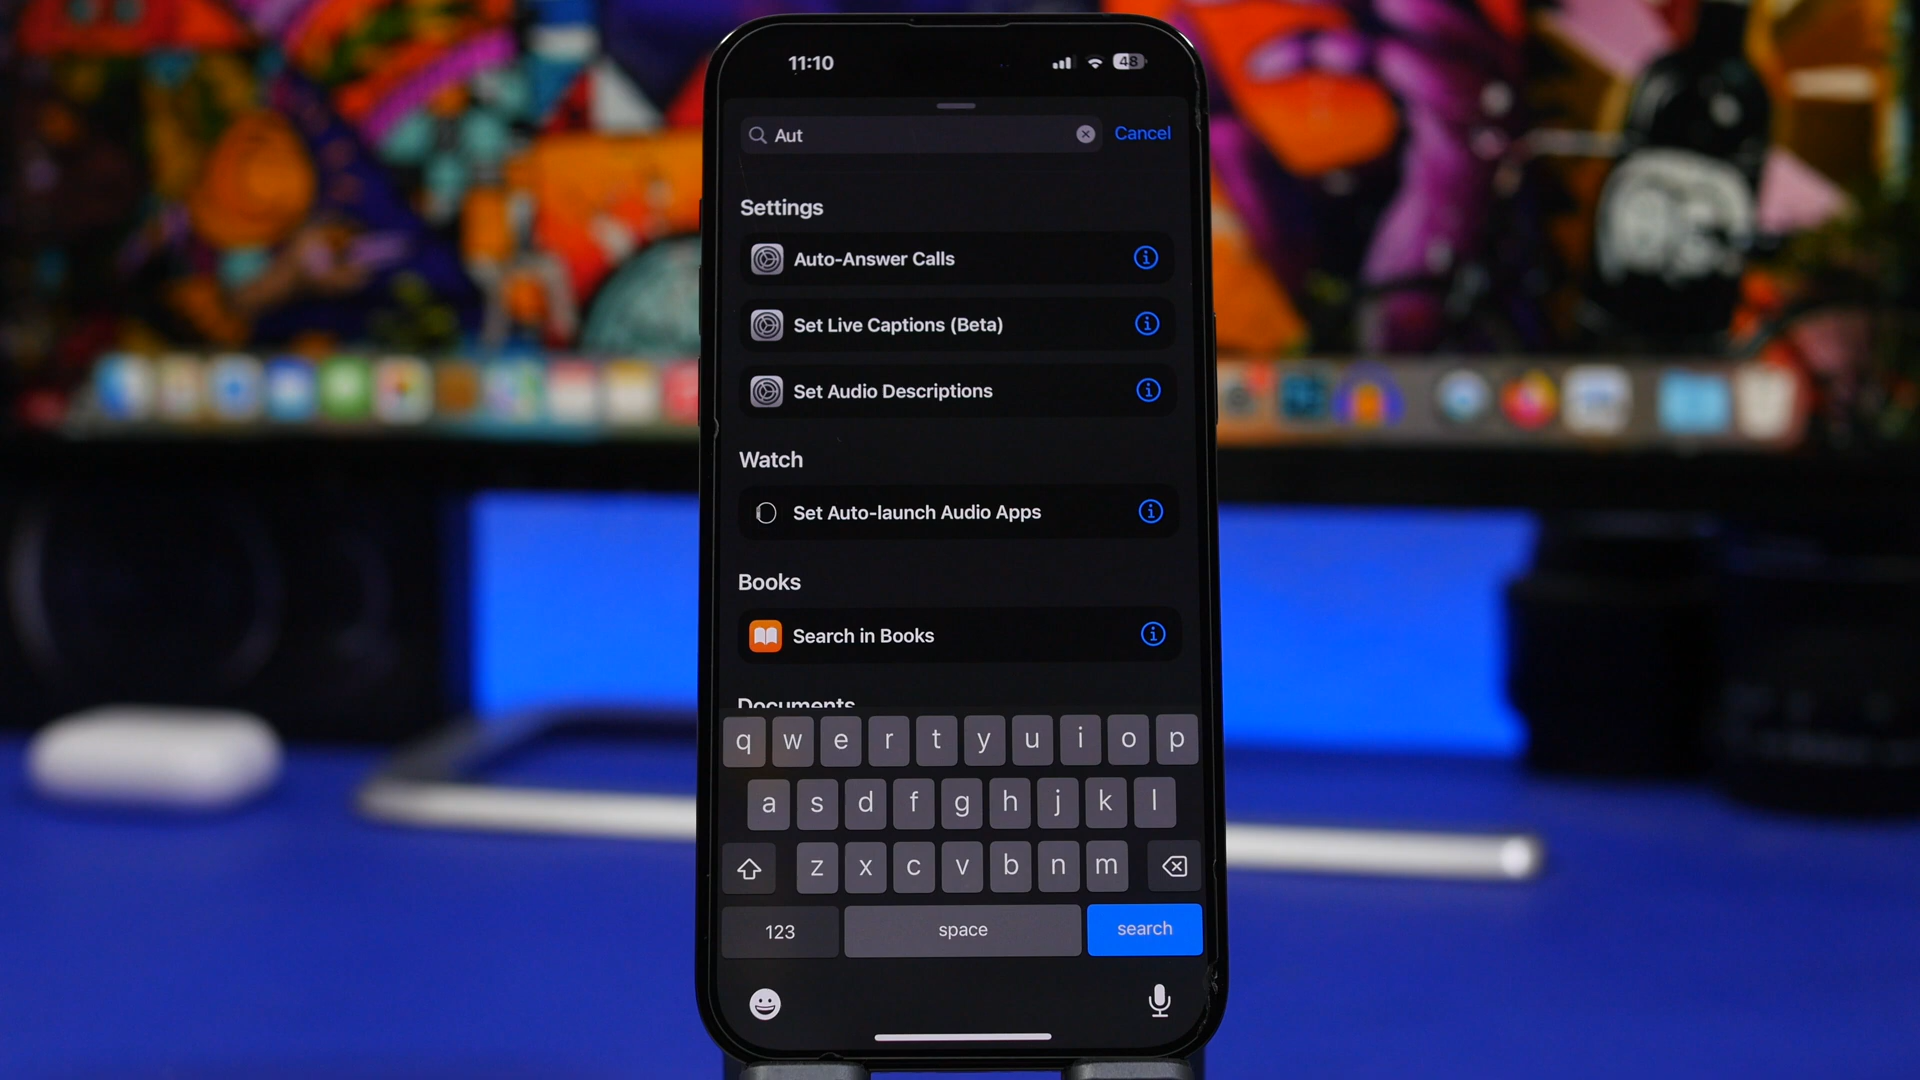 11:10
48
Aut
Cancel
Settings
Auto-Answer Calls
Set Live Captions (Beta)
Set Audio Descriptions
Watch
Set Auto-launch Audio Apps
Books
Search in Books
Documents
q w e r t y u i o p
a s d f g h j k l
z x c v b n m
123 space search